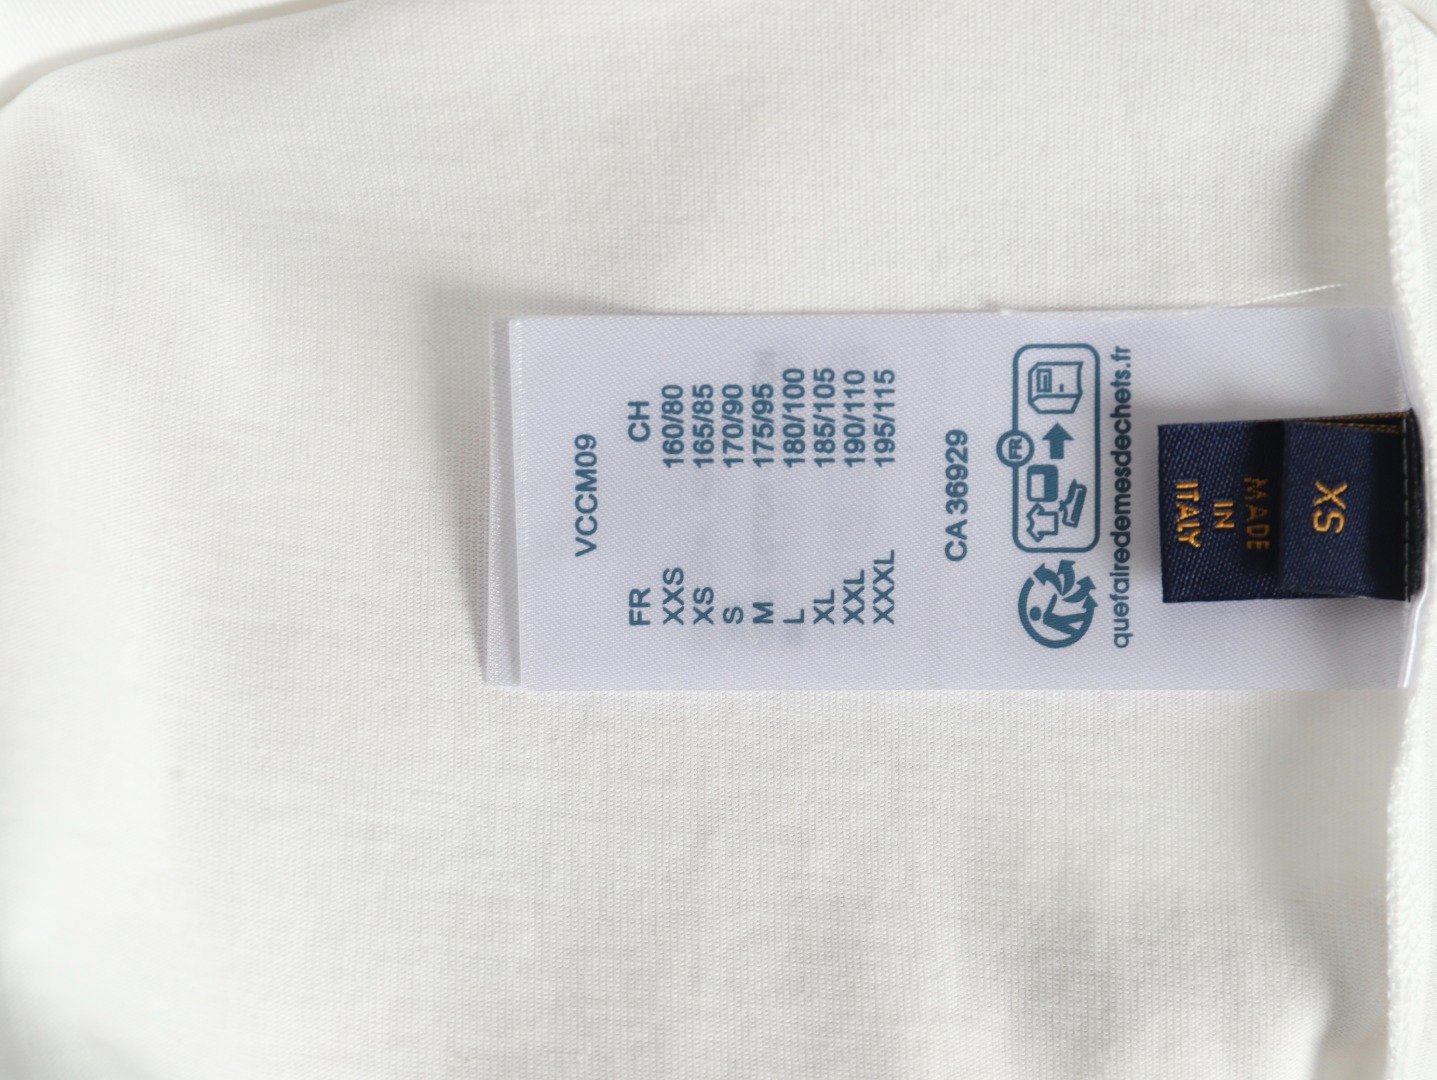 VCCM09
FR CH
XXS 160/80
XS 165/85
S 170/90
M 175/95
L 180/100
XL 185/105
XXL 190/110
XXXL 195/115
CA 36929
FR
quefairedemesdechets.fr
XS
MADE
IN
ITALY